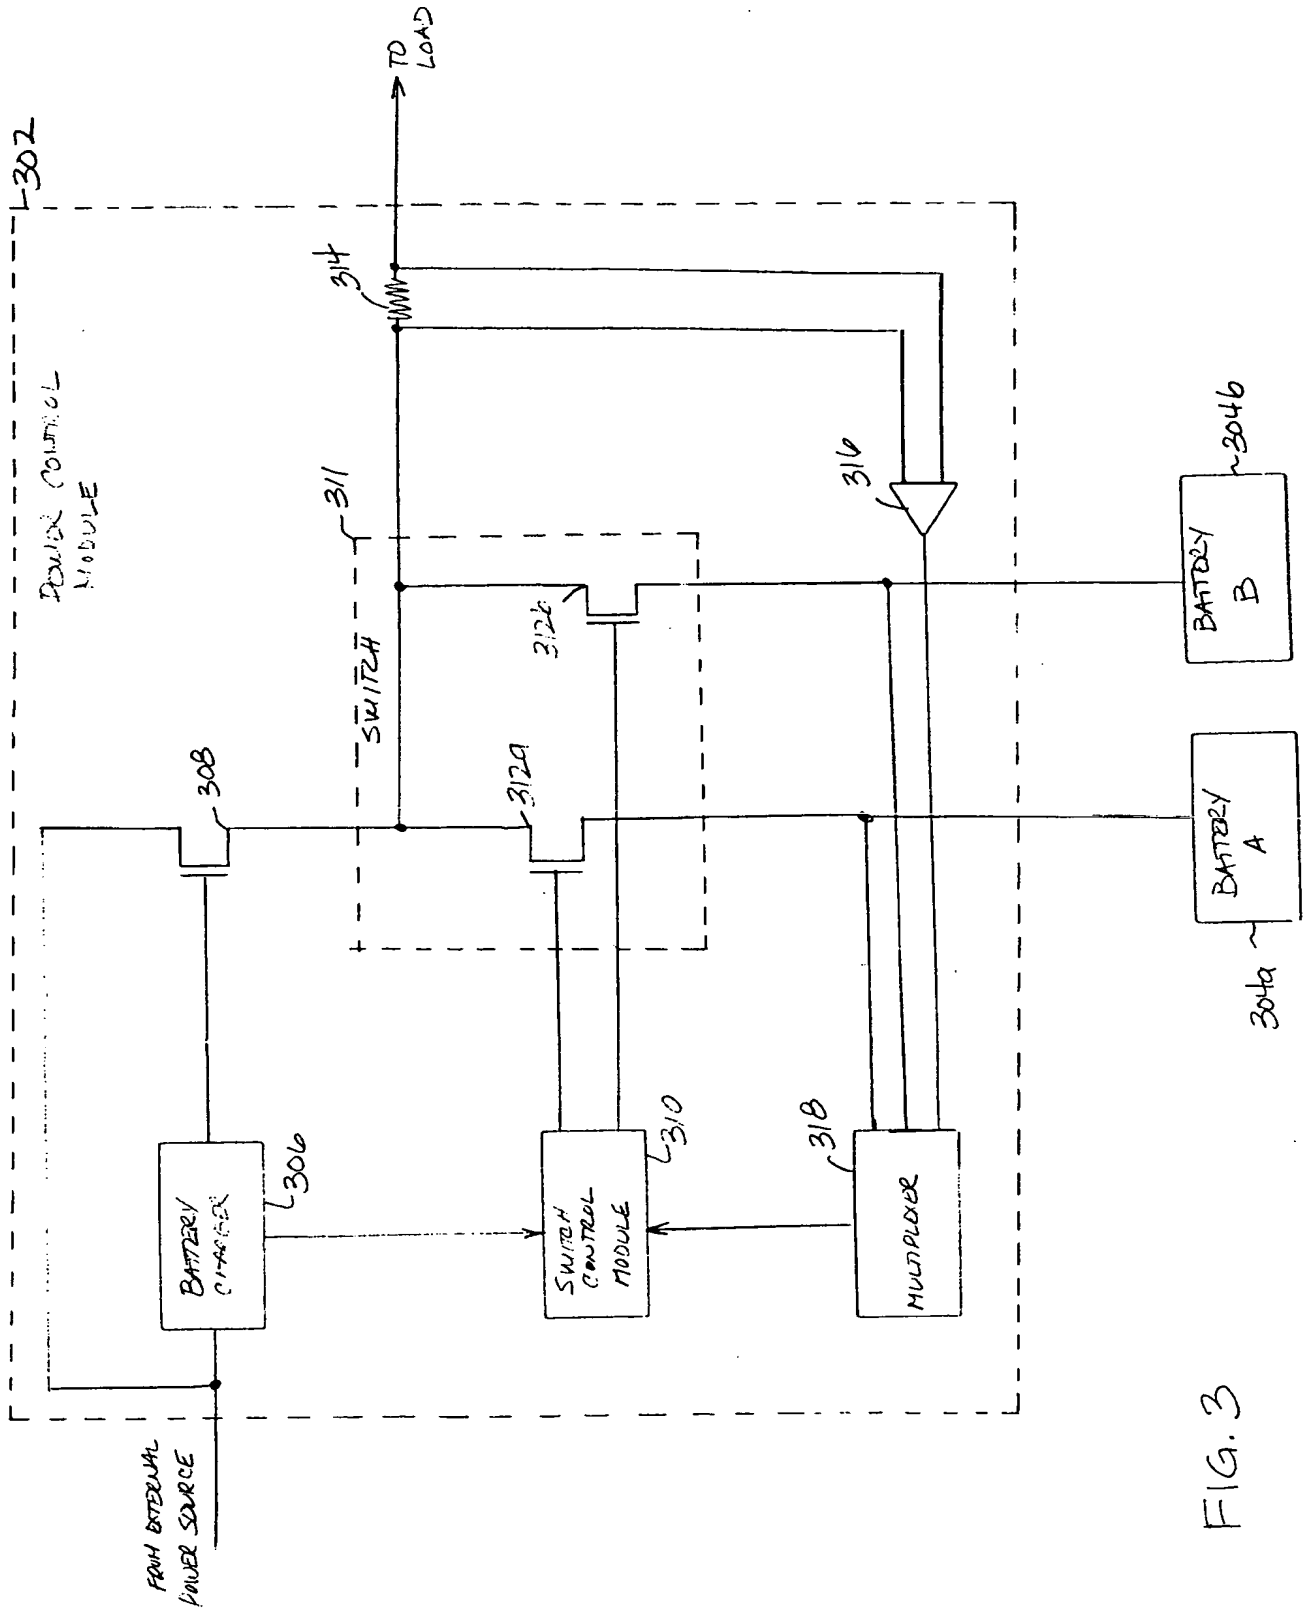 302
POWER CONTROL
MODULE
FROM EXTERNAL
POWER SOURCE
BATTERY
CHARGER
306
308
SWITCH
311
314
TO
LOAD
312a
312b
SWITCH
CONTROL
MODULE
310
316
318
MULTIPLEXER
BATTERY
A
304a
BATTERY
B
304b
FIG. 3